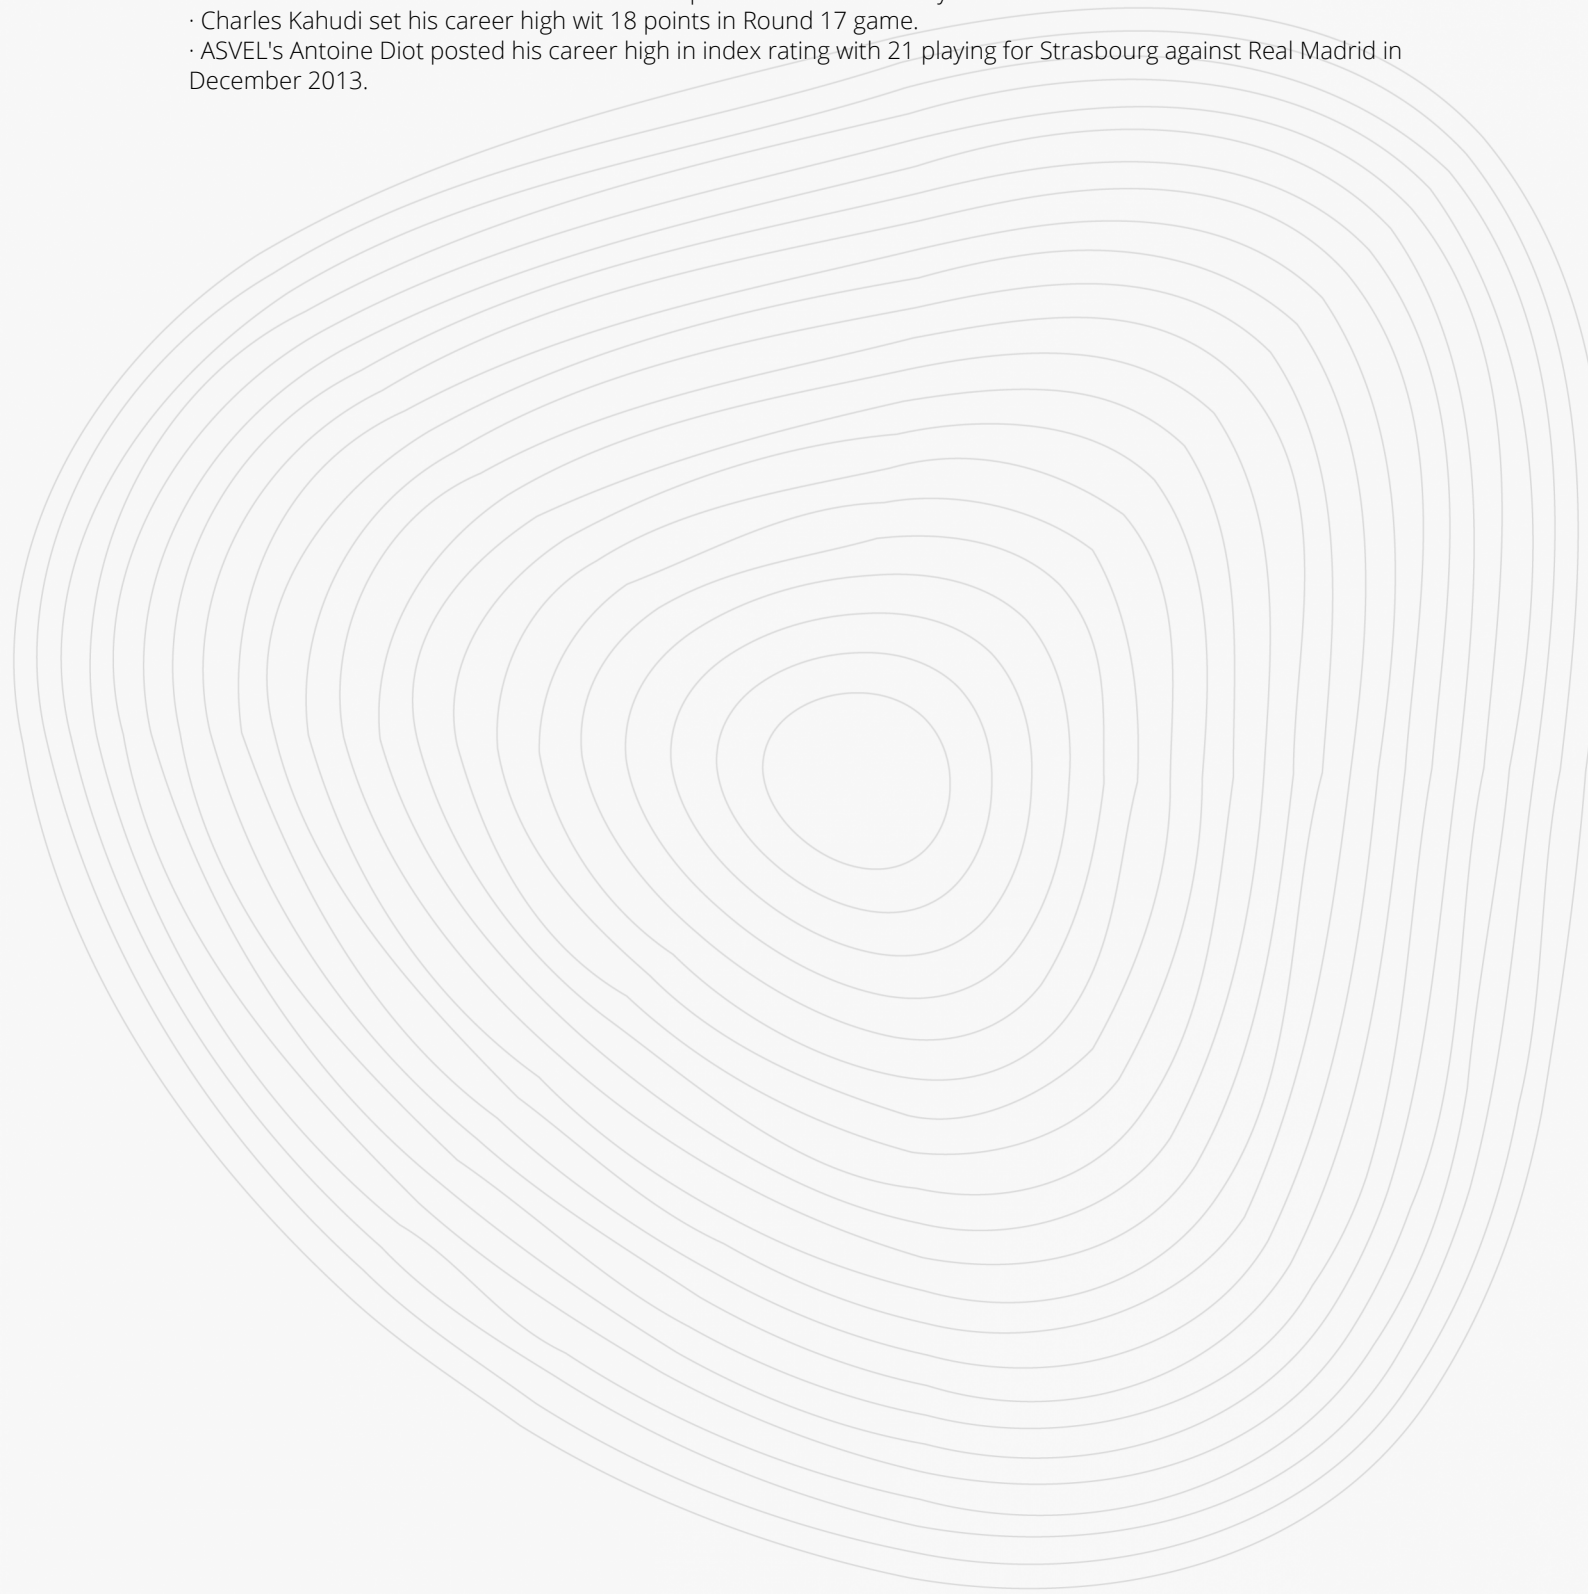 · Charles Kahudi set his career high wit 18 points in Round 17 game.
· ASVEL's Antoine Diot posted his career high in index rating with 21 playing for Strasbourg against Real Madrid in
December 2013.